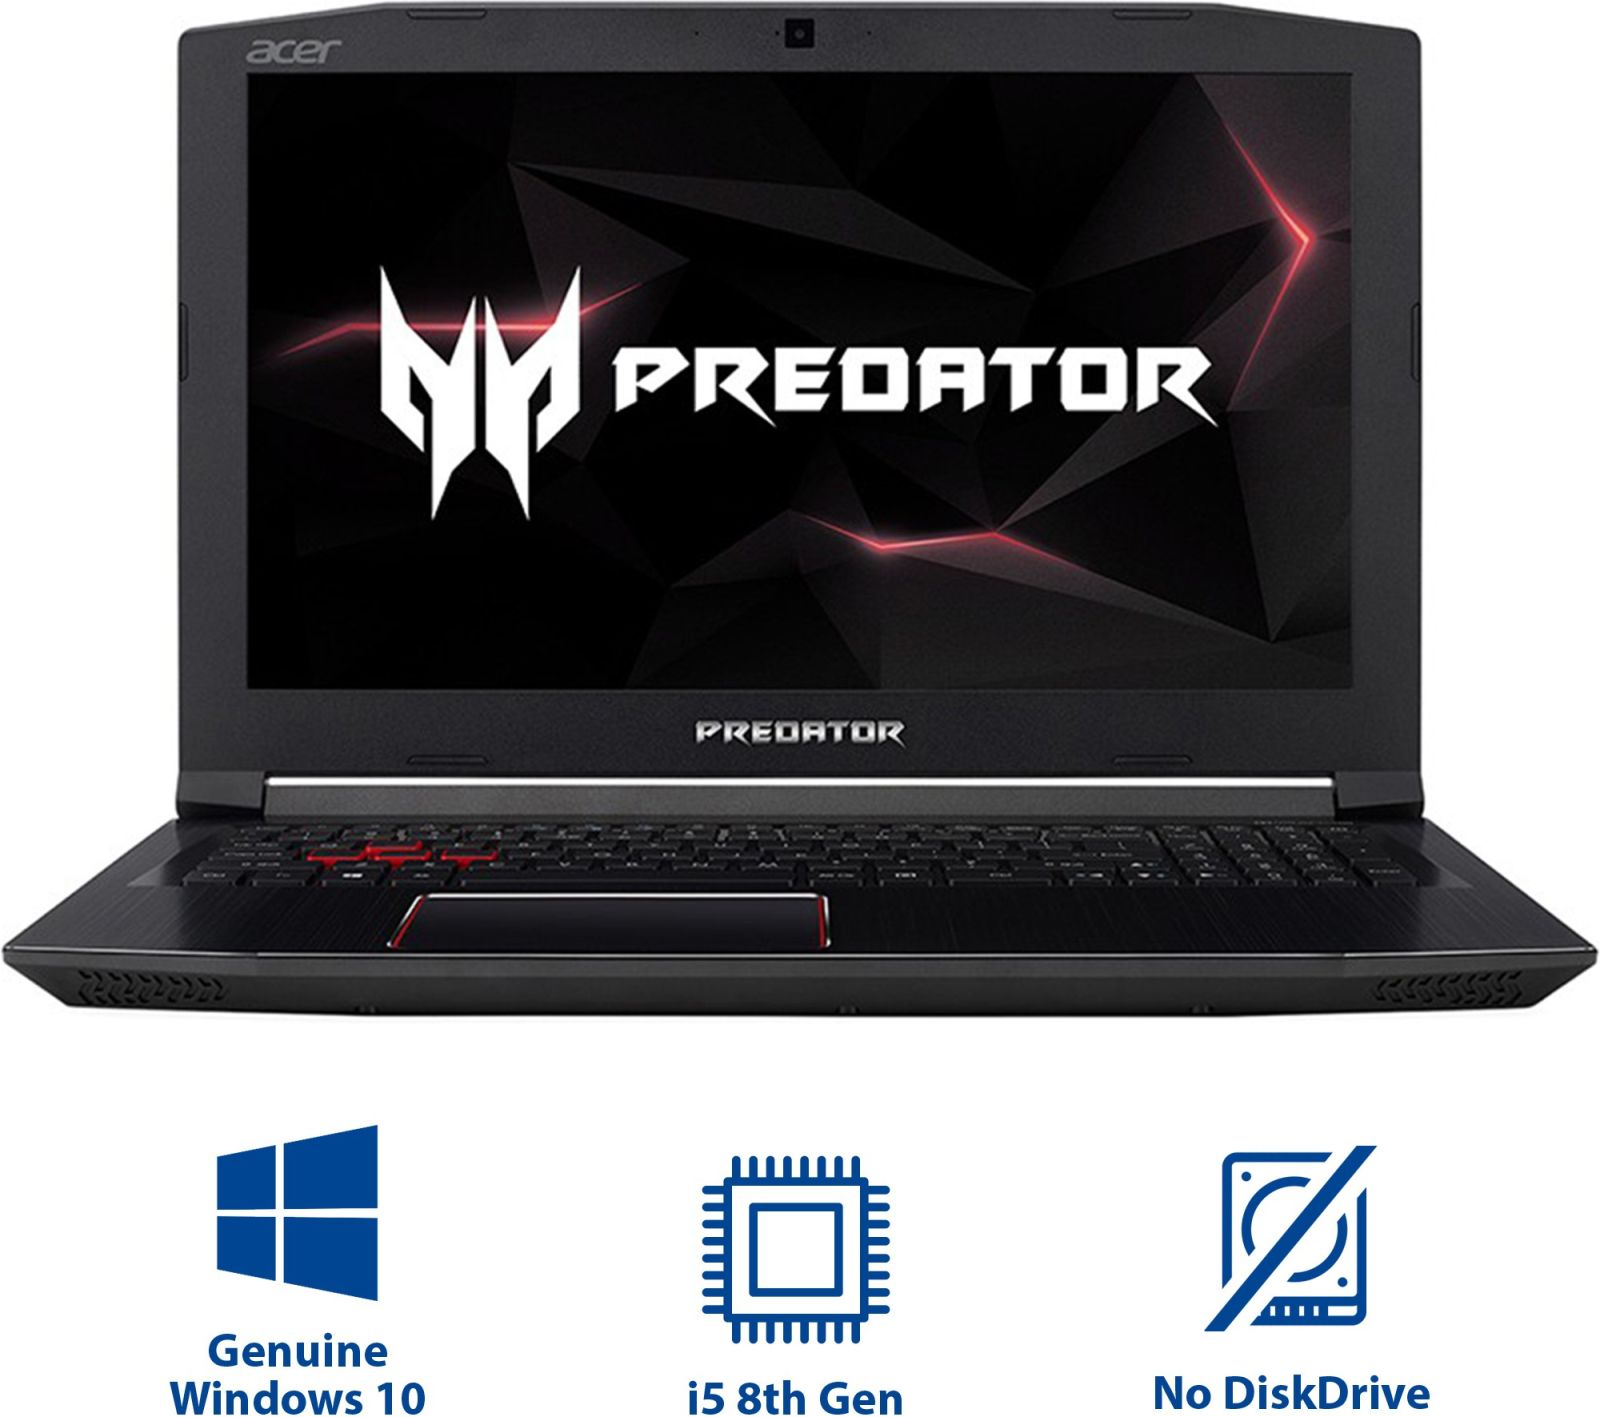 acer
PREDATOR
PREDATOR
Genuine
Windows 10
i5 8th Gen
No DiskDrive